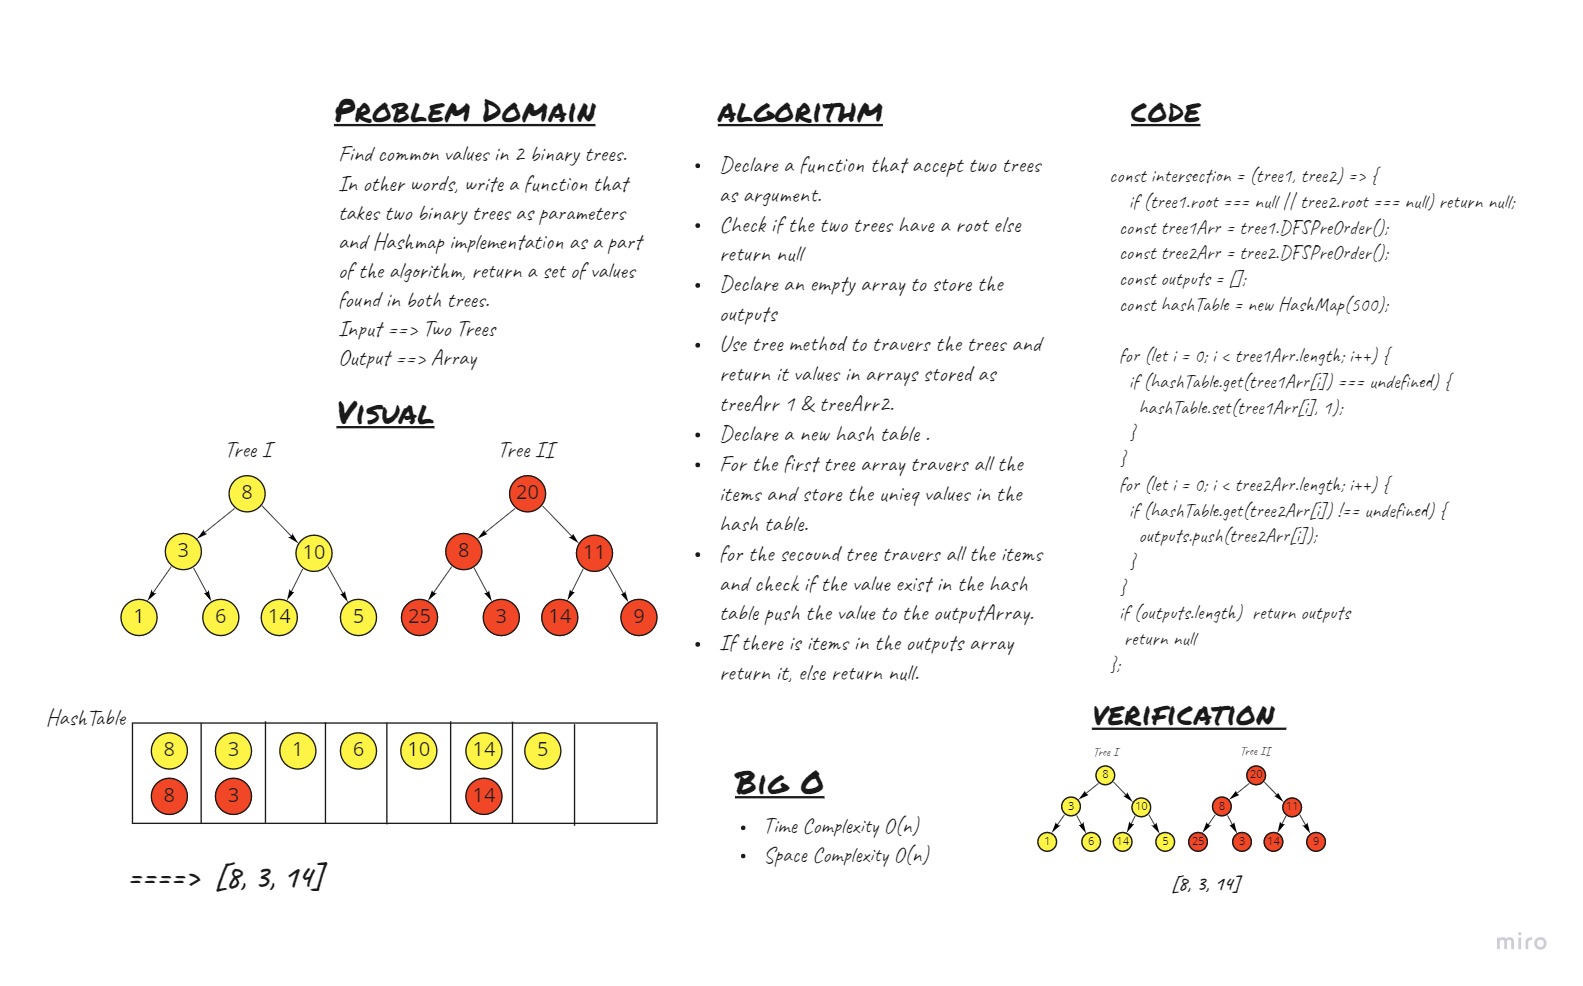 PROBLEM DOMAIN
Find common values in 2 binary trees.
In other words, write a function that
takes two binary trees as parameters
and Hashmap implementation as a part
of the algorithm, return a set of values
found in both trees.
Input ==> Two Trees
Output ==> Array
VISUAL
Tree I
Tree II
8
20
3
10
8
11
1
6
14
5
25
3
14
9
HashTable
8
3
1
6
10
14
5
8
3
14
====> [8, 3, 14]
ALGORITHM
• Declare a function that accept two trees
as argument.
• Check if the two trees have a root else
return null
• Declare an empty array to store the
outputs
• Use tree method to travers the trees and
return it values in arrays stored as
treeArr 1 & treeArr2.
• Declare a new hash table .
• For the first tree array travers all the
items and store the unieq values in the
hash table.
• for the secound tree travers all the items
and check if the value exist in the hash
table push the value to the outputArray.
• If there is items in the outputs array
return it, else return null.
BIG O
• Time Complexity O(n)
• Space Complexity O(n)
CODE
const intersection = (tree1, tree2) => {
if (tree1.root === null || tree2.root === null) return null;
const tree1Arr = tree1.DFSPreOrder();
const tree2Arr = tree2.DFSPreOrder();
const outputs = [];
const hashTable = new HashMap(500);
for (let i = 0; i < tree1Arr.length; i++) {
if (hashTable.get(tree1Arr[i]) === undefined) {
hashTable.set(tree1Arr[i], 1);
}
}
for (let i = 0; i < tree2Arr.length; i++) {
if (hashTable.get(tree2Arr[i]) !== undefined) {
outputs.push(tree2Arr[i]);
}
}
if (outputs.length) return outputs
return null
};
VERIFICATION
Tree I
Tree II
8
20
3
10
8
11
1
6
14
5
25
3
14
9
[8, 3, 14]
miro